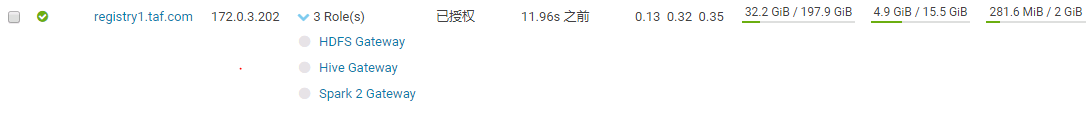 registry1.taf.com 172.0.3.202 3 Role(s) 已授权 11.96s 之前 0.13 0.32 0.35 32.2 GiB / 197.9 GiB 4.9 GiB / 15.5 GiB 281.6 MiB / 2 GiB
HDFS Gateway
Hive Gateway
Spark 2 Gateway